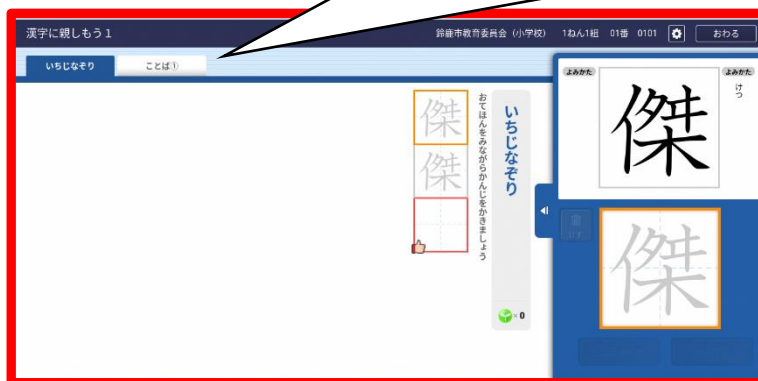 漢字に親しもう１
鈴鹿市教育委員会（小学校） 1ねん1組 01番 0101
おわる
いちじなぞり
ことば①
いちじなぞり
おてほんをみながらかんじをかきましょう
傑
傑
× 0
よみかた
傑
よみかた
けつ
傑